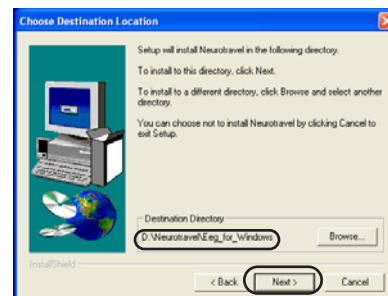 Choose Destination Location
Setup will install Neurotravel in the following directory.
To install to this directory, click Next.
To install to a different directory, click Browse and select another
directory.
You can choose not to install Neurotravel by clicking Cancel to
exit Setup.
Destination Directory
D:\Neurotravel\Eeg_for_Windows
Browse...
InstallShield
< Back
Next >
Cancel